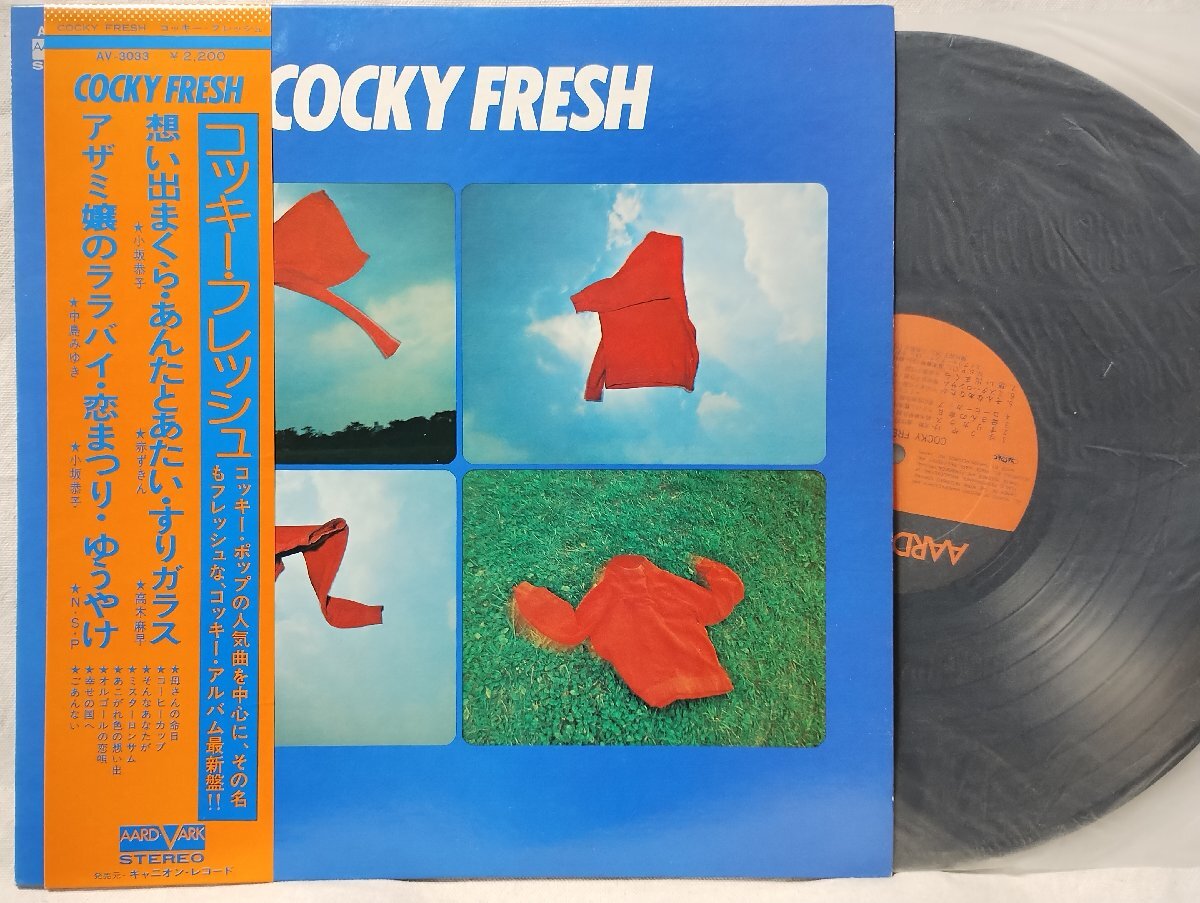 COCKY FRESH コッキー・フレッシュ
AV-3033 ￥2,200
COCKY FRESH
コッキー・フレッシュ
コッキー・ポップの人気曲を中心に、その名
もフレッシュな、コッキー・アルバム最新盤!!
想い出まくら・あんたとあたい・すりガラス
★小坂恭子 ★赤ずきん ★高木麻早
アザミ嬢のララバイ・恋まつり・ゆうやけ
★中島みゆき ★小坂恭子 ★N・S・P
★母さんの命日
★コーヒーカップ
★そんなあなたが
★ミスターロンサム
★あこがれ色の想い出
★オルゴールの恋唄
★幸せの国へ
★ごあんない
AARD-VARK
STEREO
発売元・キャニオン・レコード
COCKY FRESH
COCKY FRE
AARD